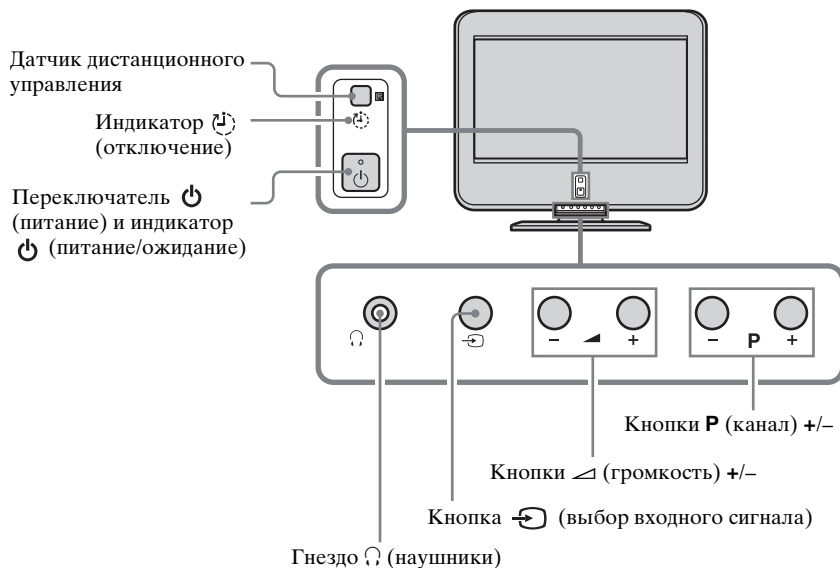 Датчик дистанционного
управления
Индикатор
(отключение)
Переключатель ⏻
(питание) и индикатор
⏻ (питание/ожидание)
– +
– P +
Кнопки P (канал) +/–
Кнопки (громкость) +/–
Кнопка (выбор входного сигнала)
Гнездо (наушники)